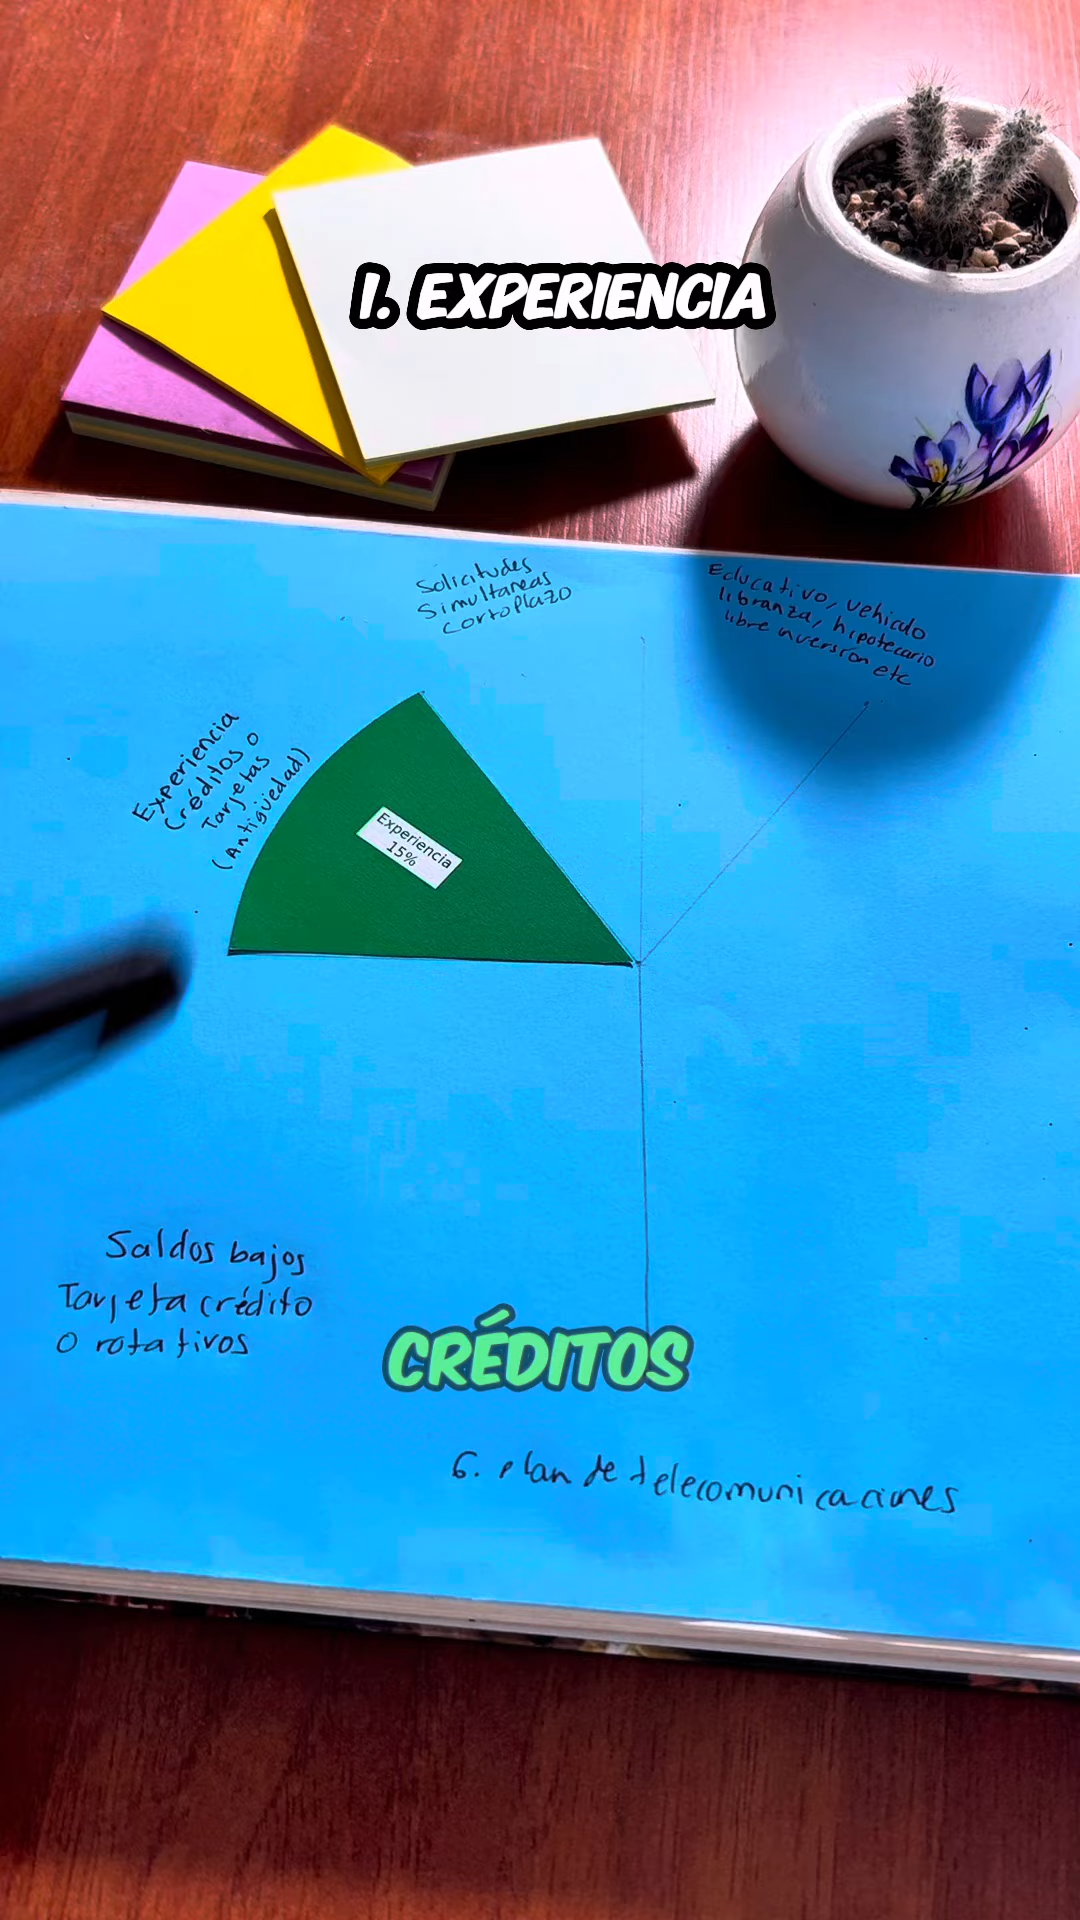 1. EXPERIENCIA
Solicitudes
Simultaneas
corto Plazo
Educativo, vehiculo
libranza, hipotecario
libre inversión etc
Experiencia
Créditos o
Tarjetas
(Antigüedad)
Experiencia
15%
Saldos bajos
Tarjeta crédito
o rotativos
CRÉDITOS
6. Plan de telecomunicaciones